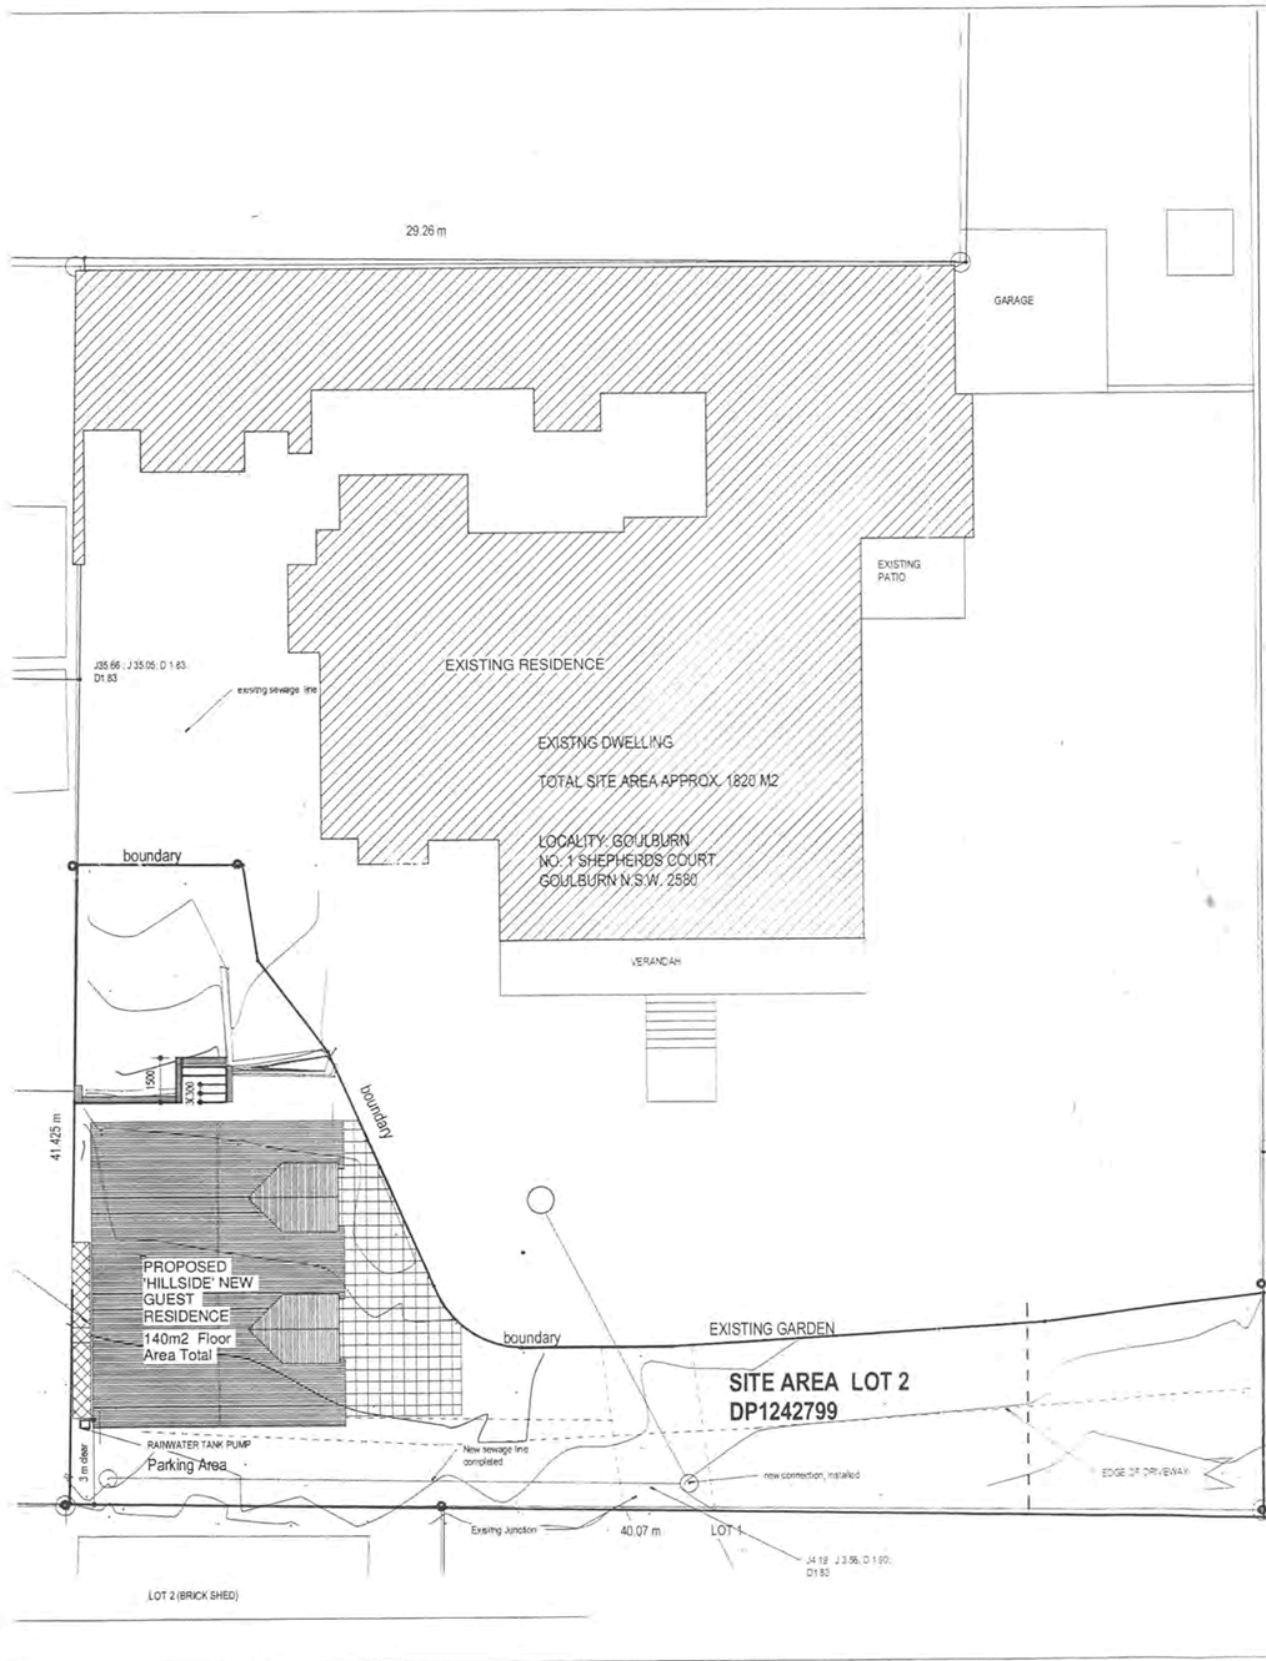 29.26 m
GARAGE
EXISTING
PATIO
J35.66 ; J 35.05; D 1.83;
D1.83
existing sewage line
EXISTING RESIDENCE
EXISTNG DWELLING
TOTAL SITE AREA APPROX. 1820 M2
LOCALITY: GOULBURN
NO. 1 SHEPHERDS COURT
GOULBURN N.S.W. 2580
boundary
VERANDAH
1500
boundary
41.425 m
PROPOSED
'HILLSIDE' NEW
GUEST
RESIDENCE
140m2 Floor
Area Total
boundary
EXISTING GARDEN
SITE AREA LOT 2
DP1242799
RAINWATER TANK PUMP
Parking Area
3 m clear
New sewage line
completed
new connection, installed
EDGE OF DRIVEWAY
Existing Junction
40.07 m
LOT 1
D1.83
LOT 2 (BRICK SHED)